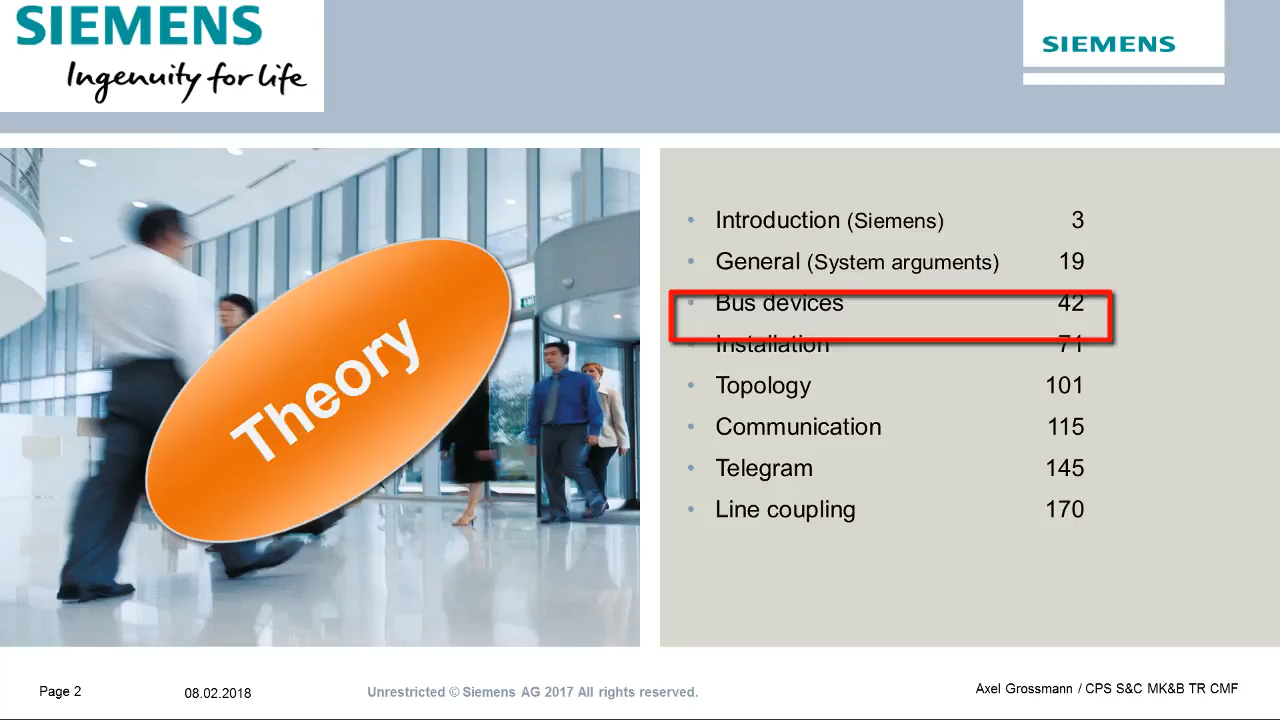 SIEMENS
Ingenuity for life
SIEMENS
Theory
• Introduction (Siemens) 3
• General (System arguments) 19
• Bus devices 42
• Installation 71
• Topology 101
• Communication 115
• Telegram 145
• Line coupling 170
Page 2 08.02.2018 Unrestricted © Siemens AG 2017 All rights reserved. Axel Grossmann / CPS S&C MK&B TR CMF